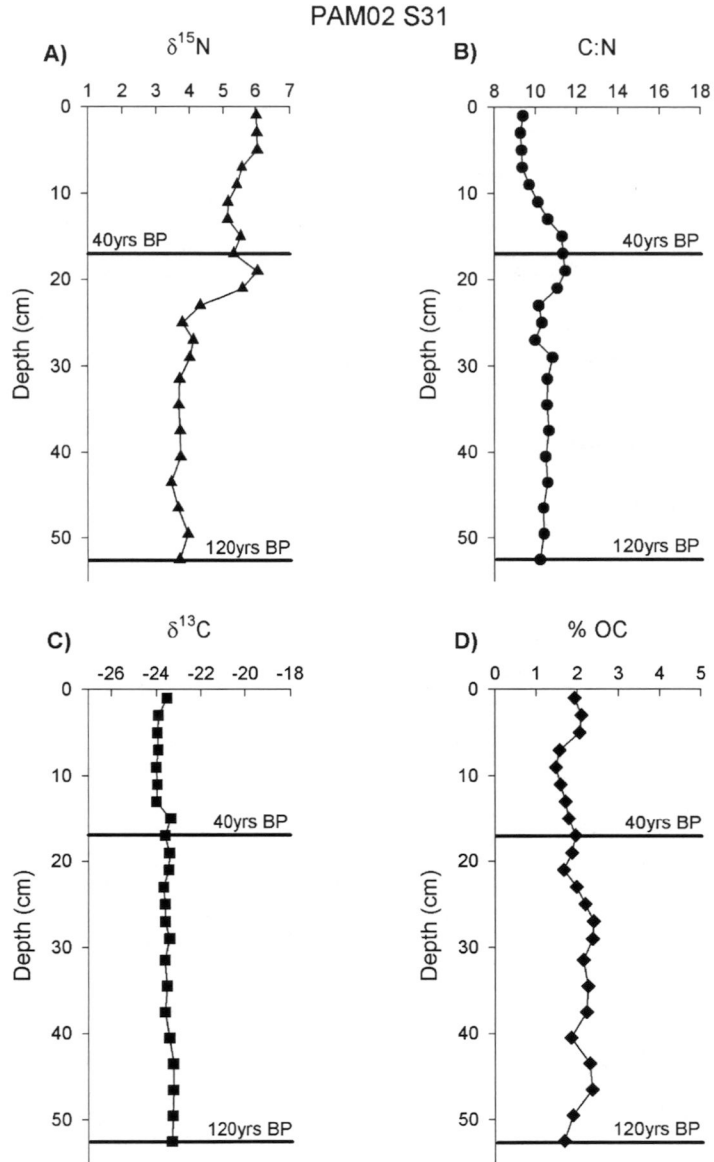 PAM02 S31
A) δ¹⁵N
1 2 3 4 5 6 7
0
10
20
30
40
50
Depth (cm)
40yrs BP
120yrs BP
B) C:N
8 10 12 14 16 18
0
10
20
30
40
50
Depth (cm)
40yrs BP
120yrs BP
C) δ¹³C
-26 -24 -22 -20 -18
0
10
20
30
40
50
Depth (cm)
40yrs BP
120yrs BP
D) % OC
0 1 2 3 4 5
0
10
20
30
40
50
Depth (cm)
40yrs BP
120yrs BP